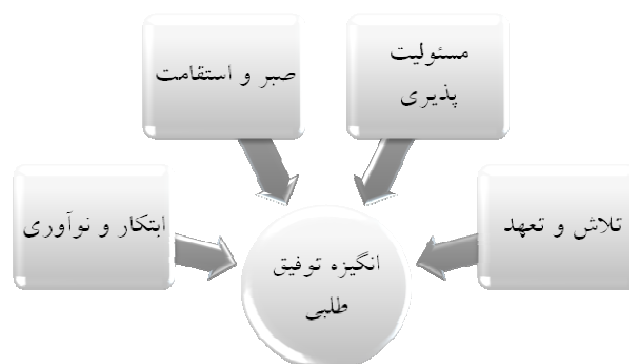 مسئولیت
پذیری
صبر و استقامت
تلاش و تعهد
ابتکار و نوآوری
انگیزه توفیق
طلبی